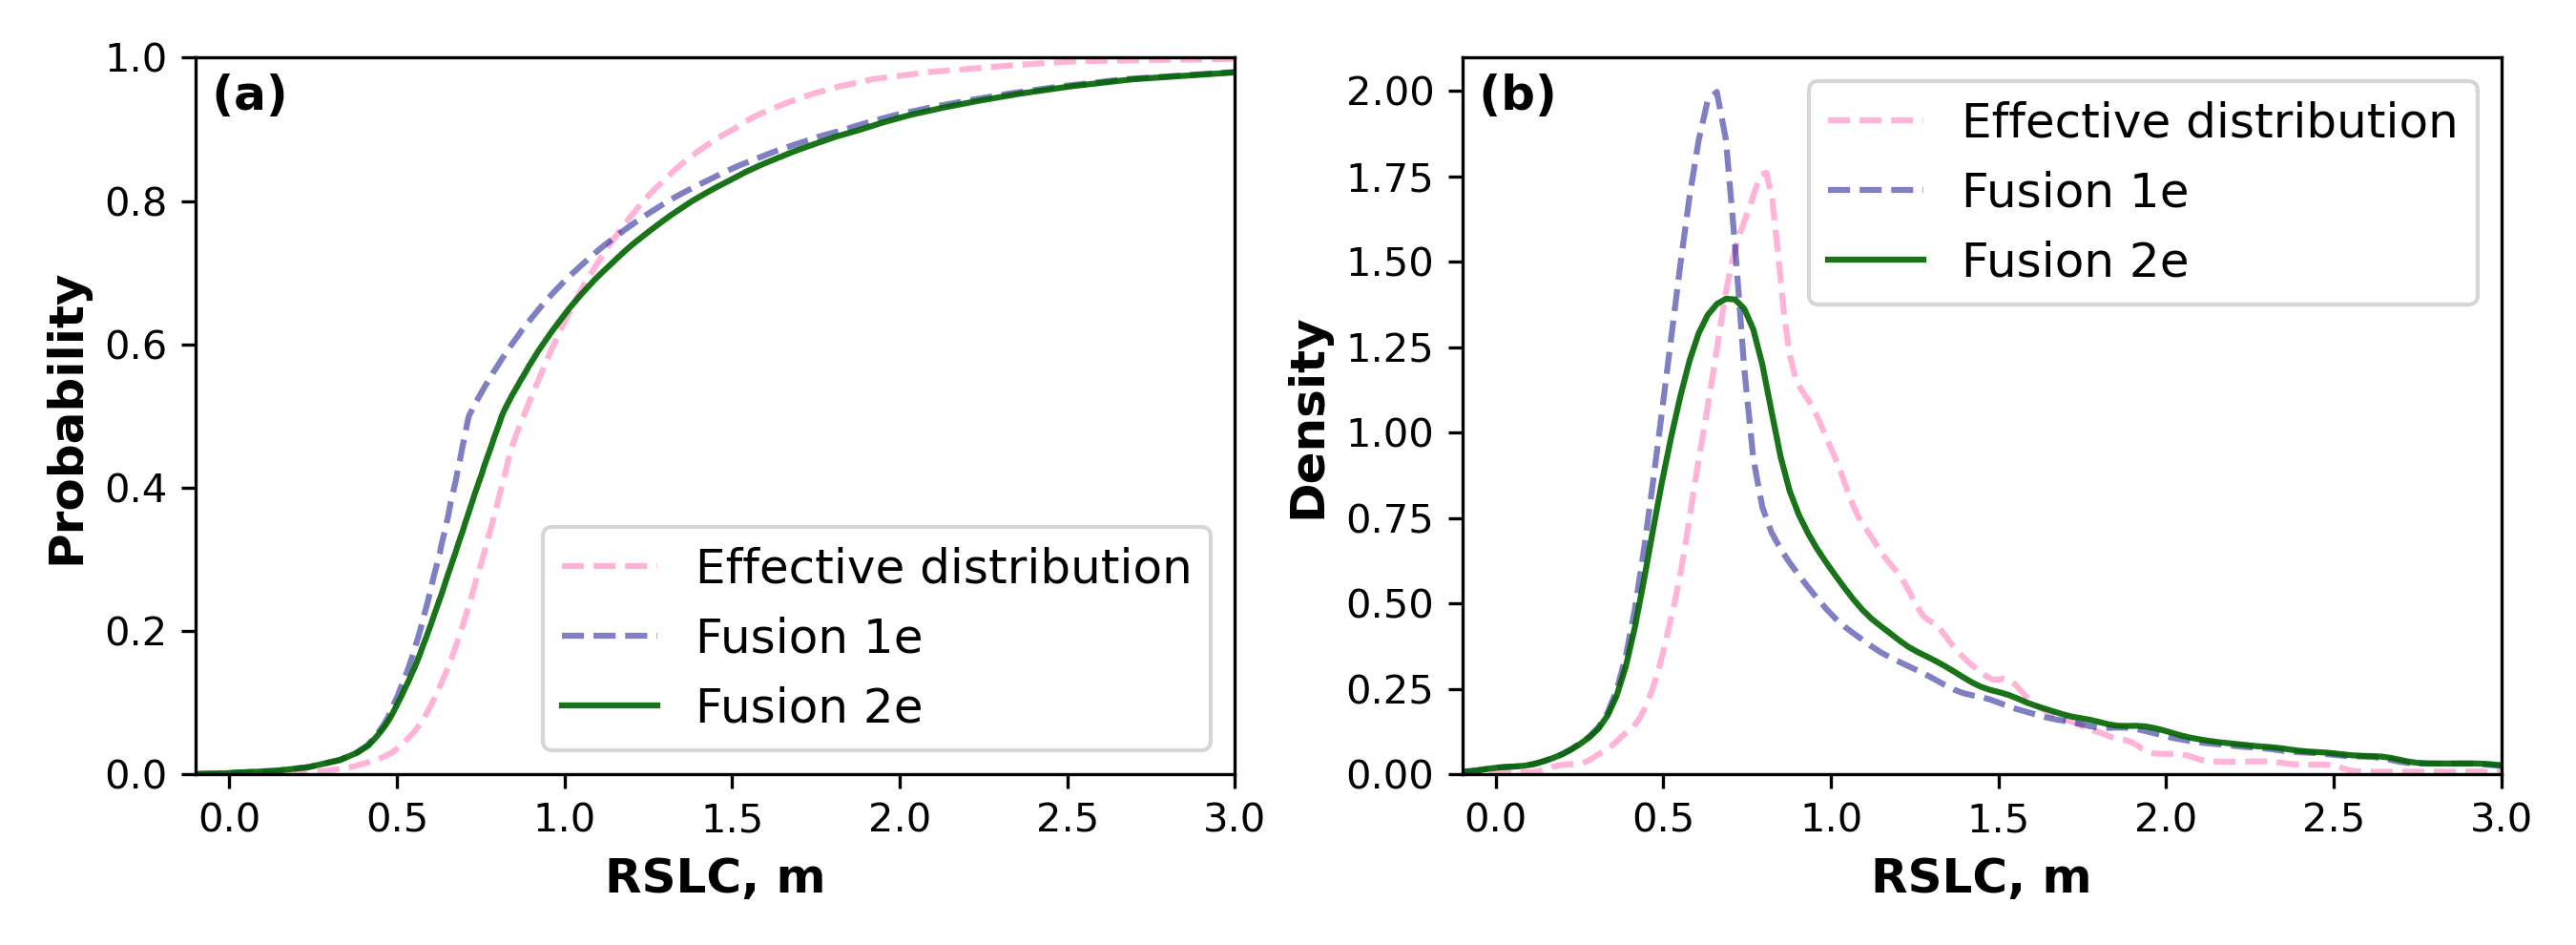 (a)
1.0
0.8
0.6
0.4
0.2
0.0
Probability
Effective distribution
Fusion 1e
Fusion 2e
0.0 0.5 1.0 1.5 2.0 2.5 3.0
RSLC, m
(b)
2.00
1.75
1.50
1.25
1.00
0.75
0.50
0.25
0.00
Density
Effective distribution
Fusion 1e
Fusion 2e
0.0 0.5 1.0 1.5 2.0 2.5 3.0
RSLC, m